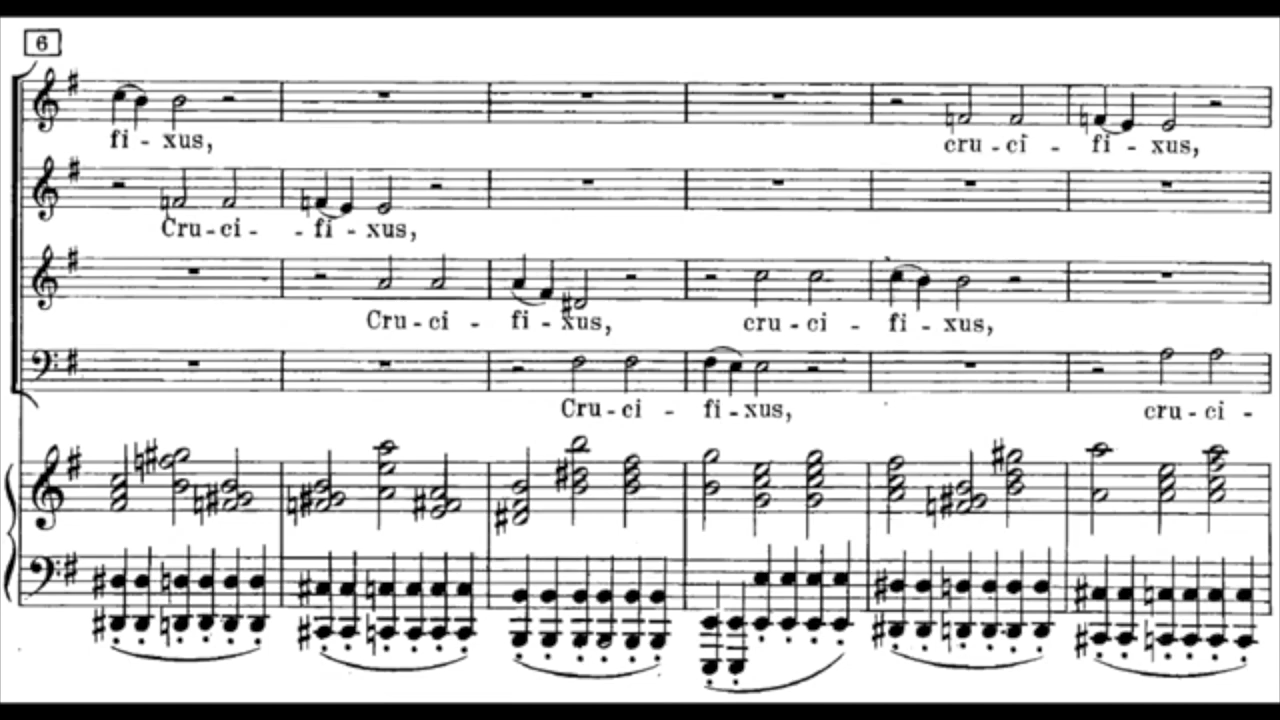 6
fi - xus, cru - ci - fi - xus,
Cru - ci - - fi - xus,
Cru - ci - fi - xus, cru - ci - fi - xus,
Cru - ci - fi - xus, cru - ci -